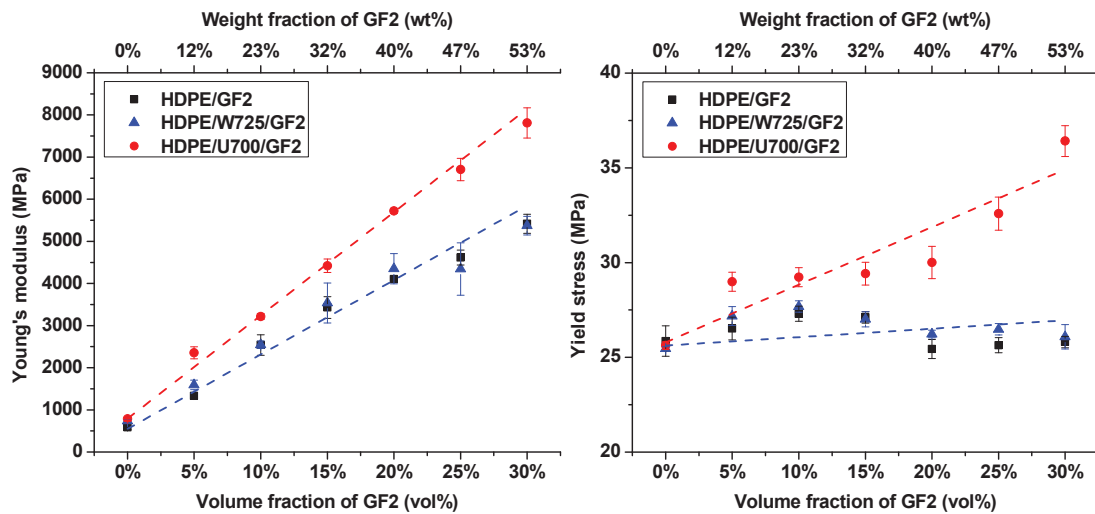 Weight fraction of GF2 (wt%)
0% 12% 23% 32% 40% 47% 53%
9000
8000
7000
6000
5000
4000
3000
2000
1000
0
Young's modulus (MPa)
HDPE/GF2
HDPE/W725/GF2
HDPE/U700/GF2
0% 5% 10% 15% 20% 25% 30%
Volume fraction of GF2 (vol%)
Weight fraction of GF2 (wt%)
0% 12% 23% 32% 40% 47% 53%
40
35
30
25
20
Yield stress (MPa)
HDPE/GF2
HDPE/W725/GF2
HDPE/U700/GF2
0% 5% 10% 15% 20% 25% 30%
Volume fraction of GF2 (vol%)